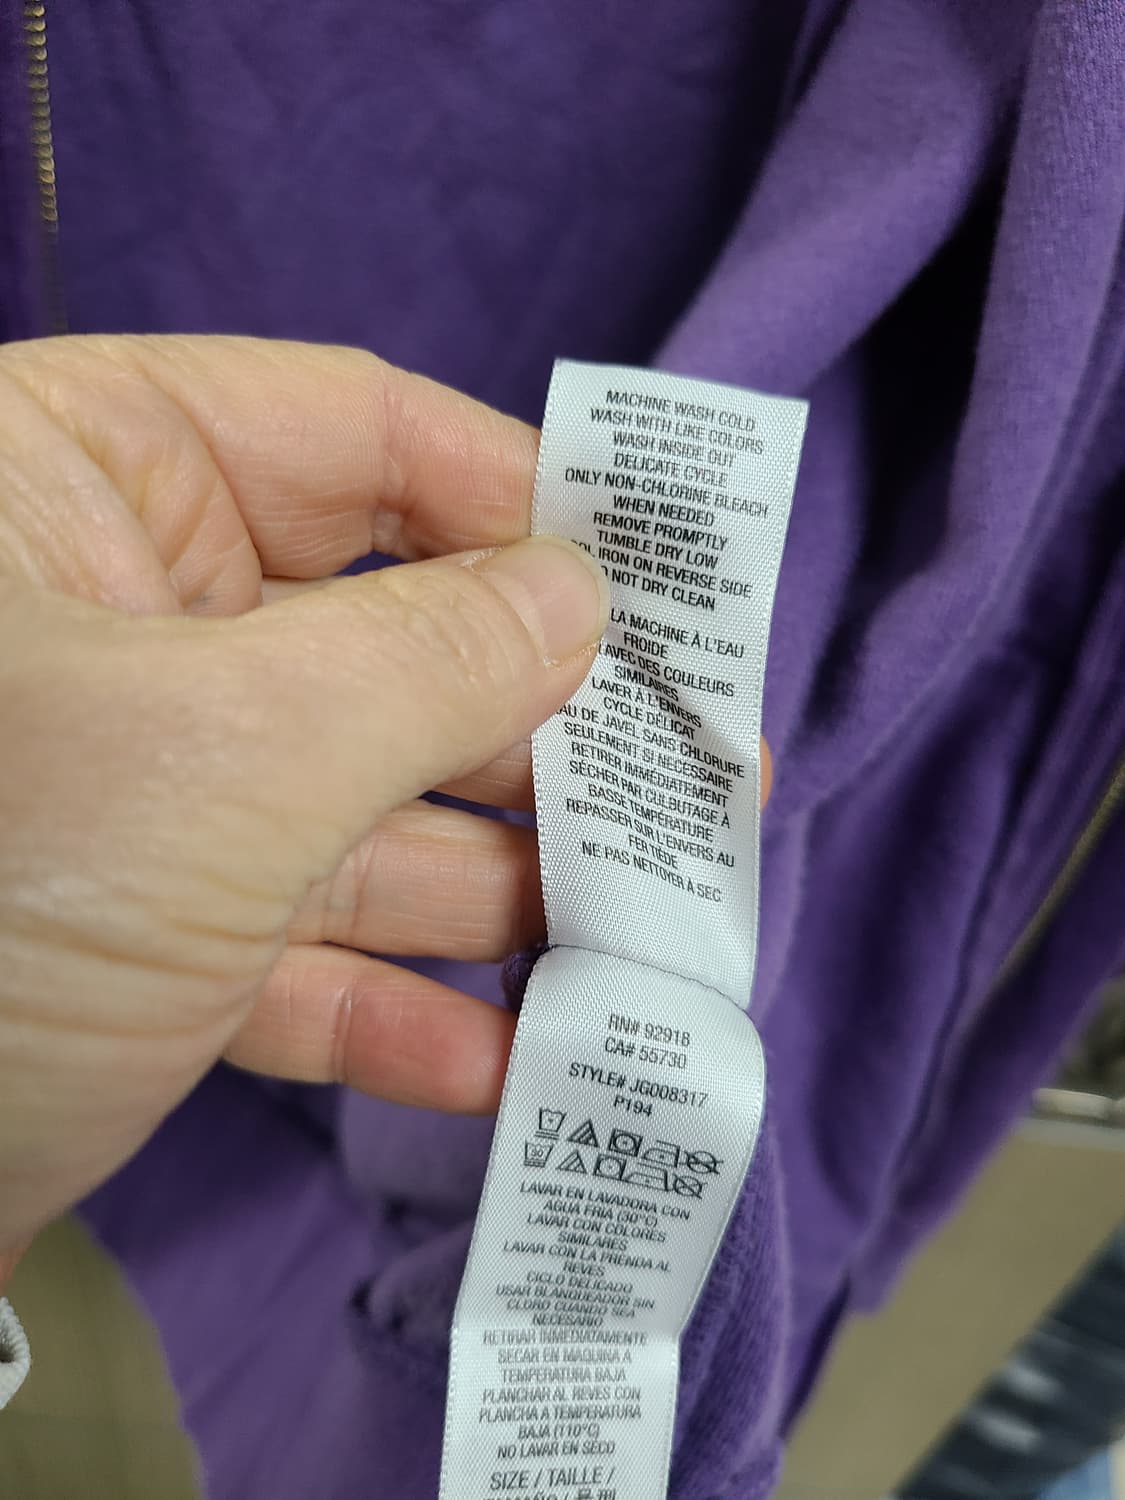 MACHINE WASH COLD
WASH WITH LIKE COLORS
WASH INSIDE OUT
DELICATE CYCLE
ONLY NON-CHLORINE BLEACH
WHEN NEEDED
REMOVE PROMPTLY
TUMBLE DRY LOW
IRON ON REVERSE SIDE
NOT DRY CLEAN
LA MACHINE À L'EAU
FROIDE
AVEC DES COULEURS
SIMILAIRES
LAVER À L'ENVERS
CYCLE DÉLICAT
DE JAVEL SANS CHLORURE
SEULEMENT SI NÉCESSAIRE
RETIRER IMMÉDIATEMENT
SÉCHER PAR CULBUTAGE À
BASSE TEMPÉRATURE
REPASSER SUR L'ENVERS AU
FER TIÈDE
NE PAS NETTOYER À SEC
RN# 92918
CA# 55730
STYLE# JG008317
P194
30
LAVAR EN LAVADORA CON
AGUA FRIA (30°C)
LAVAR CON COLORES
SIMILARES
LAVAR CON LA PRENDA AL
REVES
CICLO DELICADO
USAR BLANQUEADOR SIN
CLORO CUANDO SEA
NECESARIO
RETIRAR INMEDIATAMENTE
SECAR EN MAQUINA A
TEMPERATURA BAJA
PLANCHAR AL REVES CON
PLANCHA A TEMPERATURA
BAJA (110°C)
NO LAVAR EN SECO
SIZE / TAILLE /